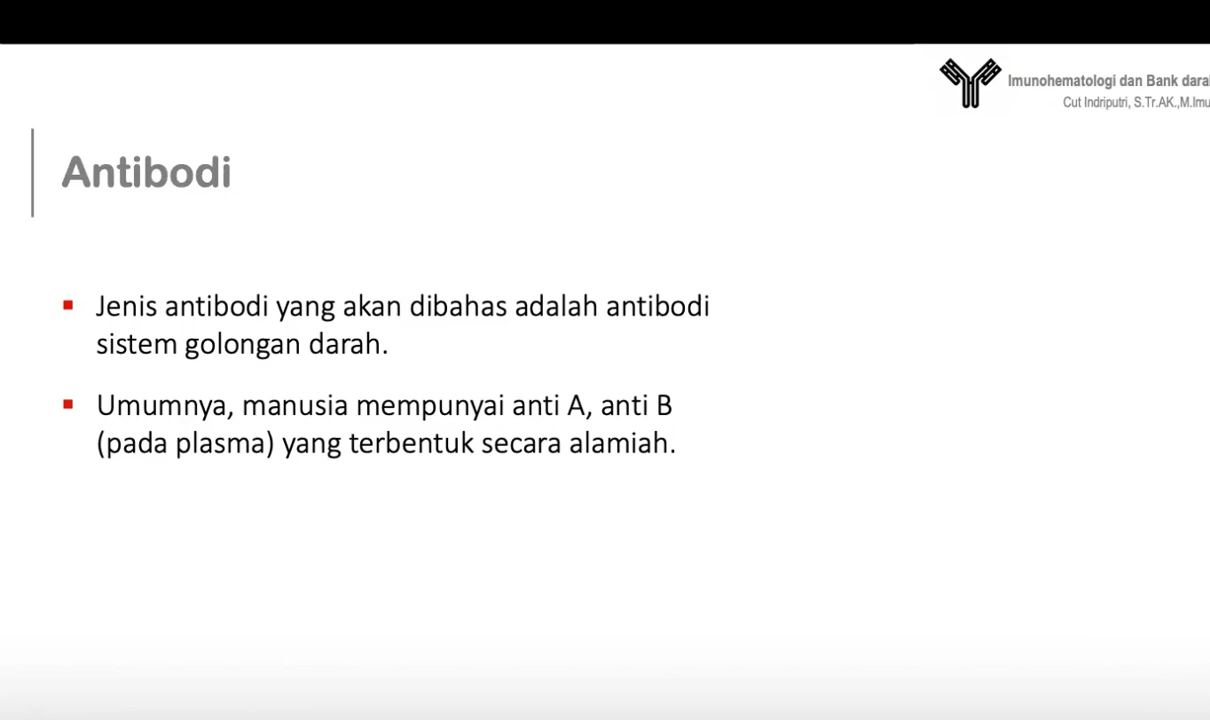 Imunohematologi dan Bank dara
Cut Indriputri, S.Tr.AK.,M.Imu
Antibodi
Jenis antibodi yang akan dibahas adalah antibodi
sistem golongan darah.
Umumnya, manusia mempunyai anti A, anti B
(pada plasma) yang terbentuk secara alamiah.